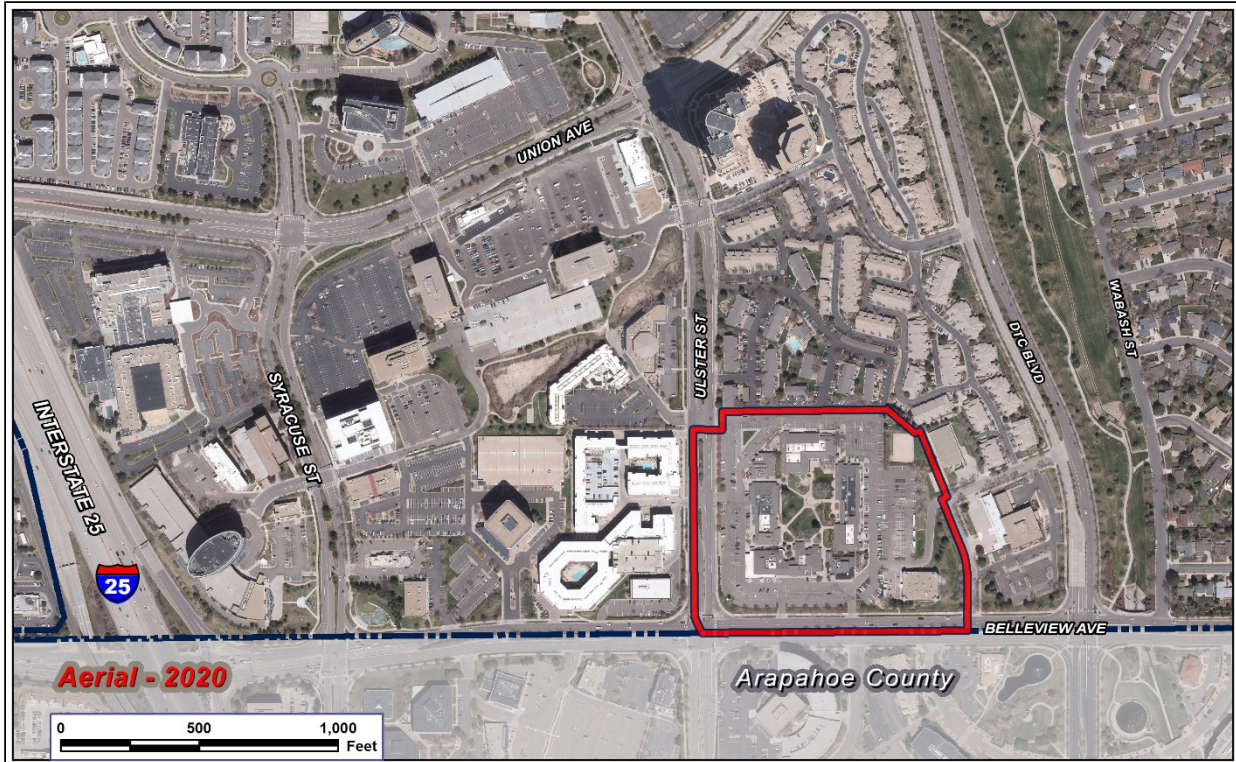 UNION AVE
ULSTER ST
WABASH ST
DTC BLVD
SYRACUSE ST
INTERSTATE 25
25
BELLEVIEW AVE
Aerial - 2020
Arapahoe County
0 500 1,000
Feet